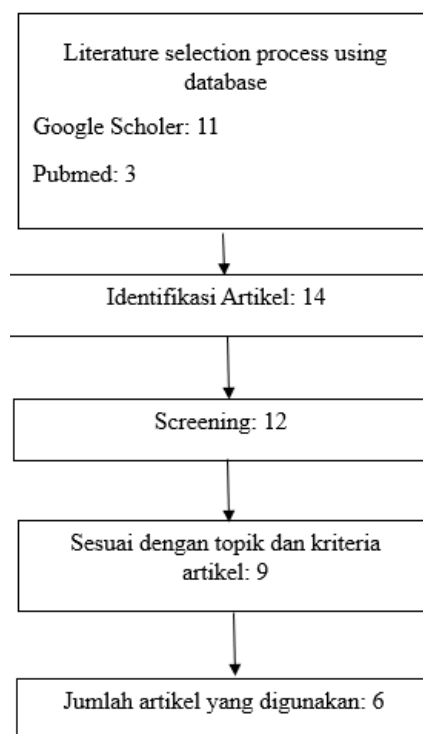 Literature selection process using
database
Google Scholer: 11
Pubmed: 3
Identifikasi Artikel: 14
Screening: 12
Sesuai dengan topik dan kriteria
artikel: 9
Jumlah artikel yang digunakan: 6